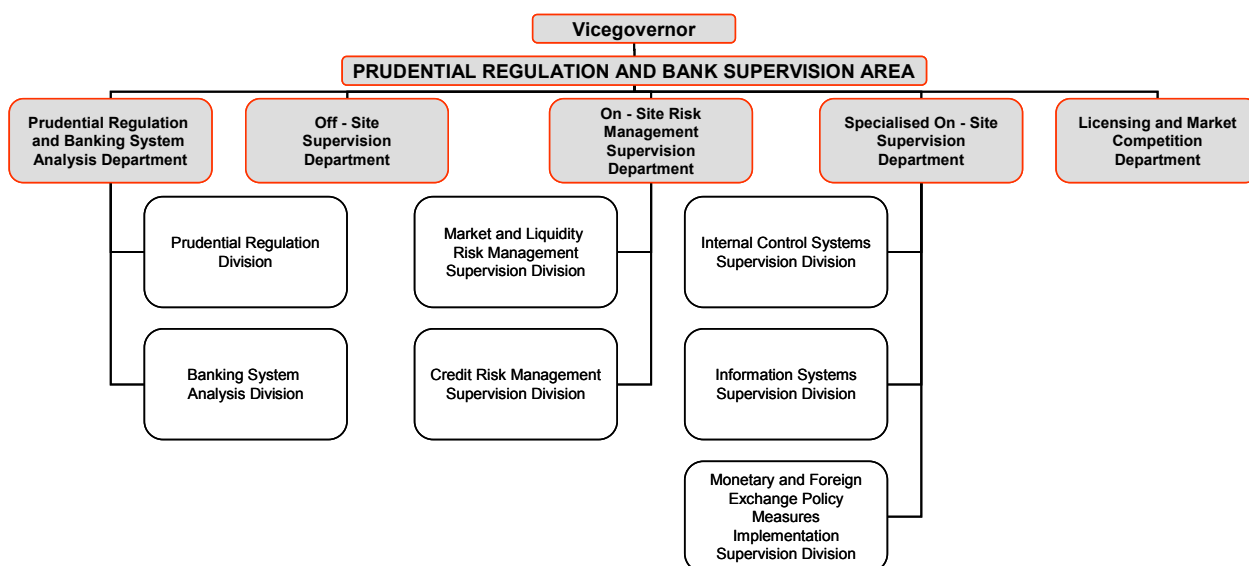 Vicegovernor
PRUDENTIAL REGULATION AND BANK SUPERVISION AREA
Prudential Regulation
and Banking System
Analysis Department
Off - Site
Supervision
Department
On - Site Risk
Management
Supervision
Department
Specialised On - Site
Supervision
Department
Licensing and Market
Competition
Department
Prudential Regulation
Division
Market and Liquidity
Risk Management
Supervision Division
Internal Control Systems
Supervision Division
Banking System
Analysis Division
Credit Risk Management
Supervision Division
Information Systems
Supervision Division
Monetary and Foreign
Exchange Policy
Measures
Implementation
Supervision Division